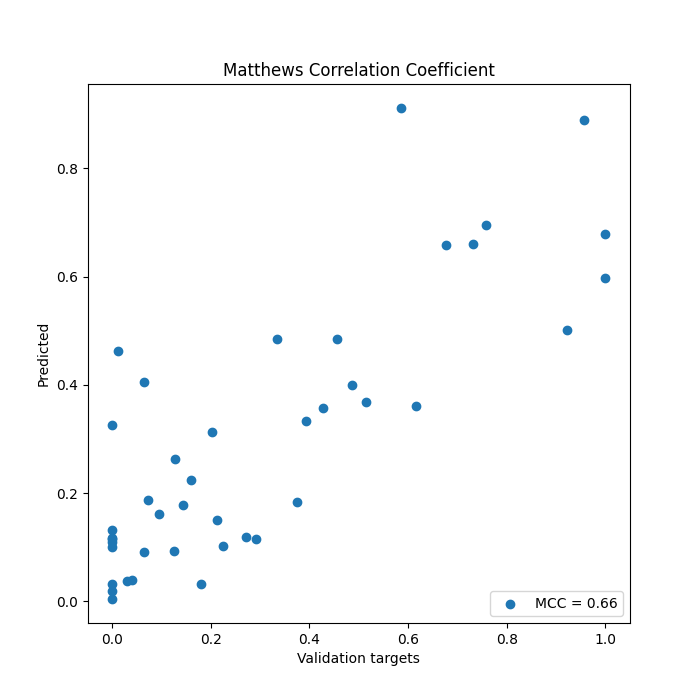 Matthews Correlation Coefficient
Predicted
0.8
0.6
0.4
0.2
0.0
0.0 0.2 0.4 0.6 0.8 1.0
Validation targets
MCC = 0.66